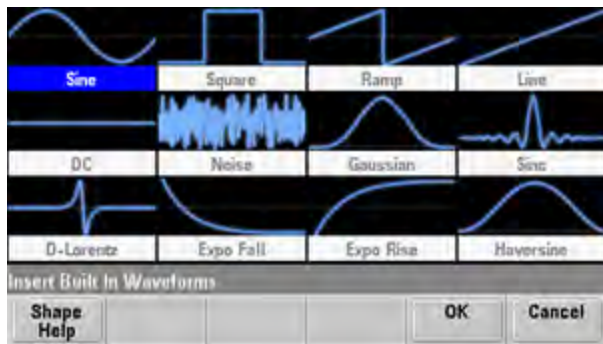 Sine Square Ramp Line
DC Noise Gaussian Sinc
D-Lorentz Expo Fall Expo Rise Haversine
Insert Built In Waveforms
Shape Help OK Cancel